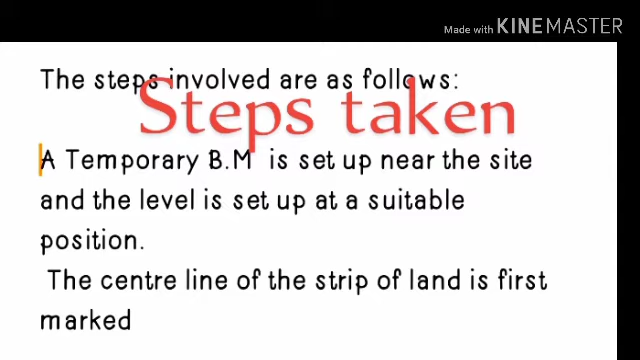 Made with KINEMASTER
The steps involved are as follows:
Steps taken
A Temporary B.M is set up near the site
and the level is set up at a suitable
position.
The centre line of the strip of land is first
marked